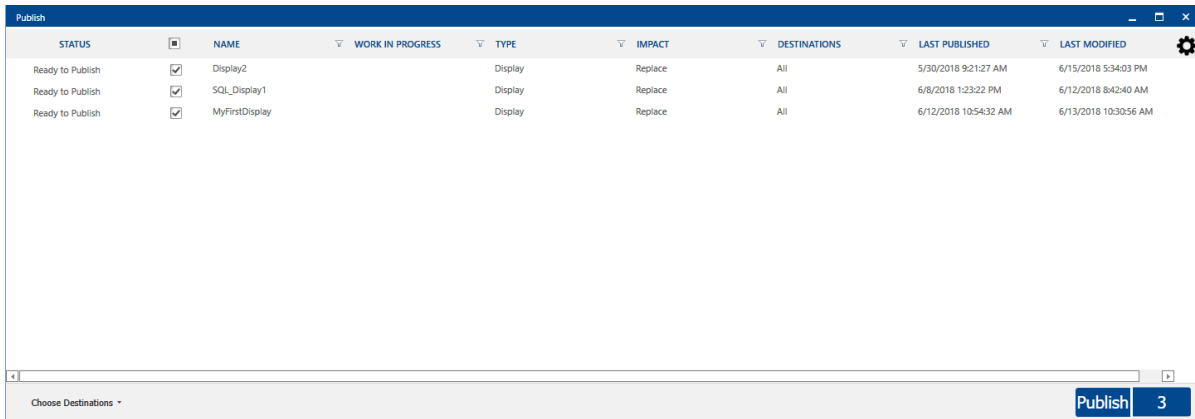 Publish
STATUS NAME WORK IN PROGRESS TYPE IMPACT DESTINATIONS LAST PUBLISHED LAST MODIFIED
Ready to Publish Display2 Display Replace All 5/30/2018 9:21:27 AM 6/15/2018 5:34:03 PM
Ready to Publish SQL_Display1 Display Replace All 6/8/2018 1:23:22 PM 6/12/2018 8:42:40 AM
Ready to Publish MyFirstDisplay Display Replace All 6/12/2018 10:54:32 AM 6/13/2018 10:30:56 AM
Choose Destinations Publish 3